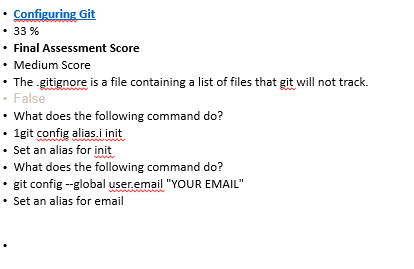 Configuring Git
33 %
Final Assessment Score
Medium Score
The .gitignore is a file containing a list of files that git will not track.
False
What does the following command do?
1git config alias.i init
Set an alias for init
What does the following command do?
git config --global user.email "YOUR EMAIL"
Set an alias for email